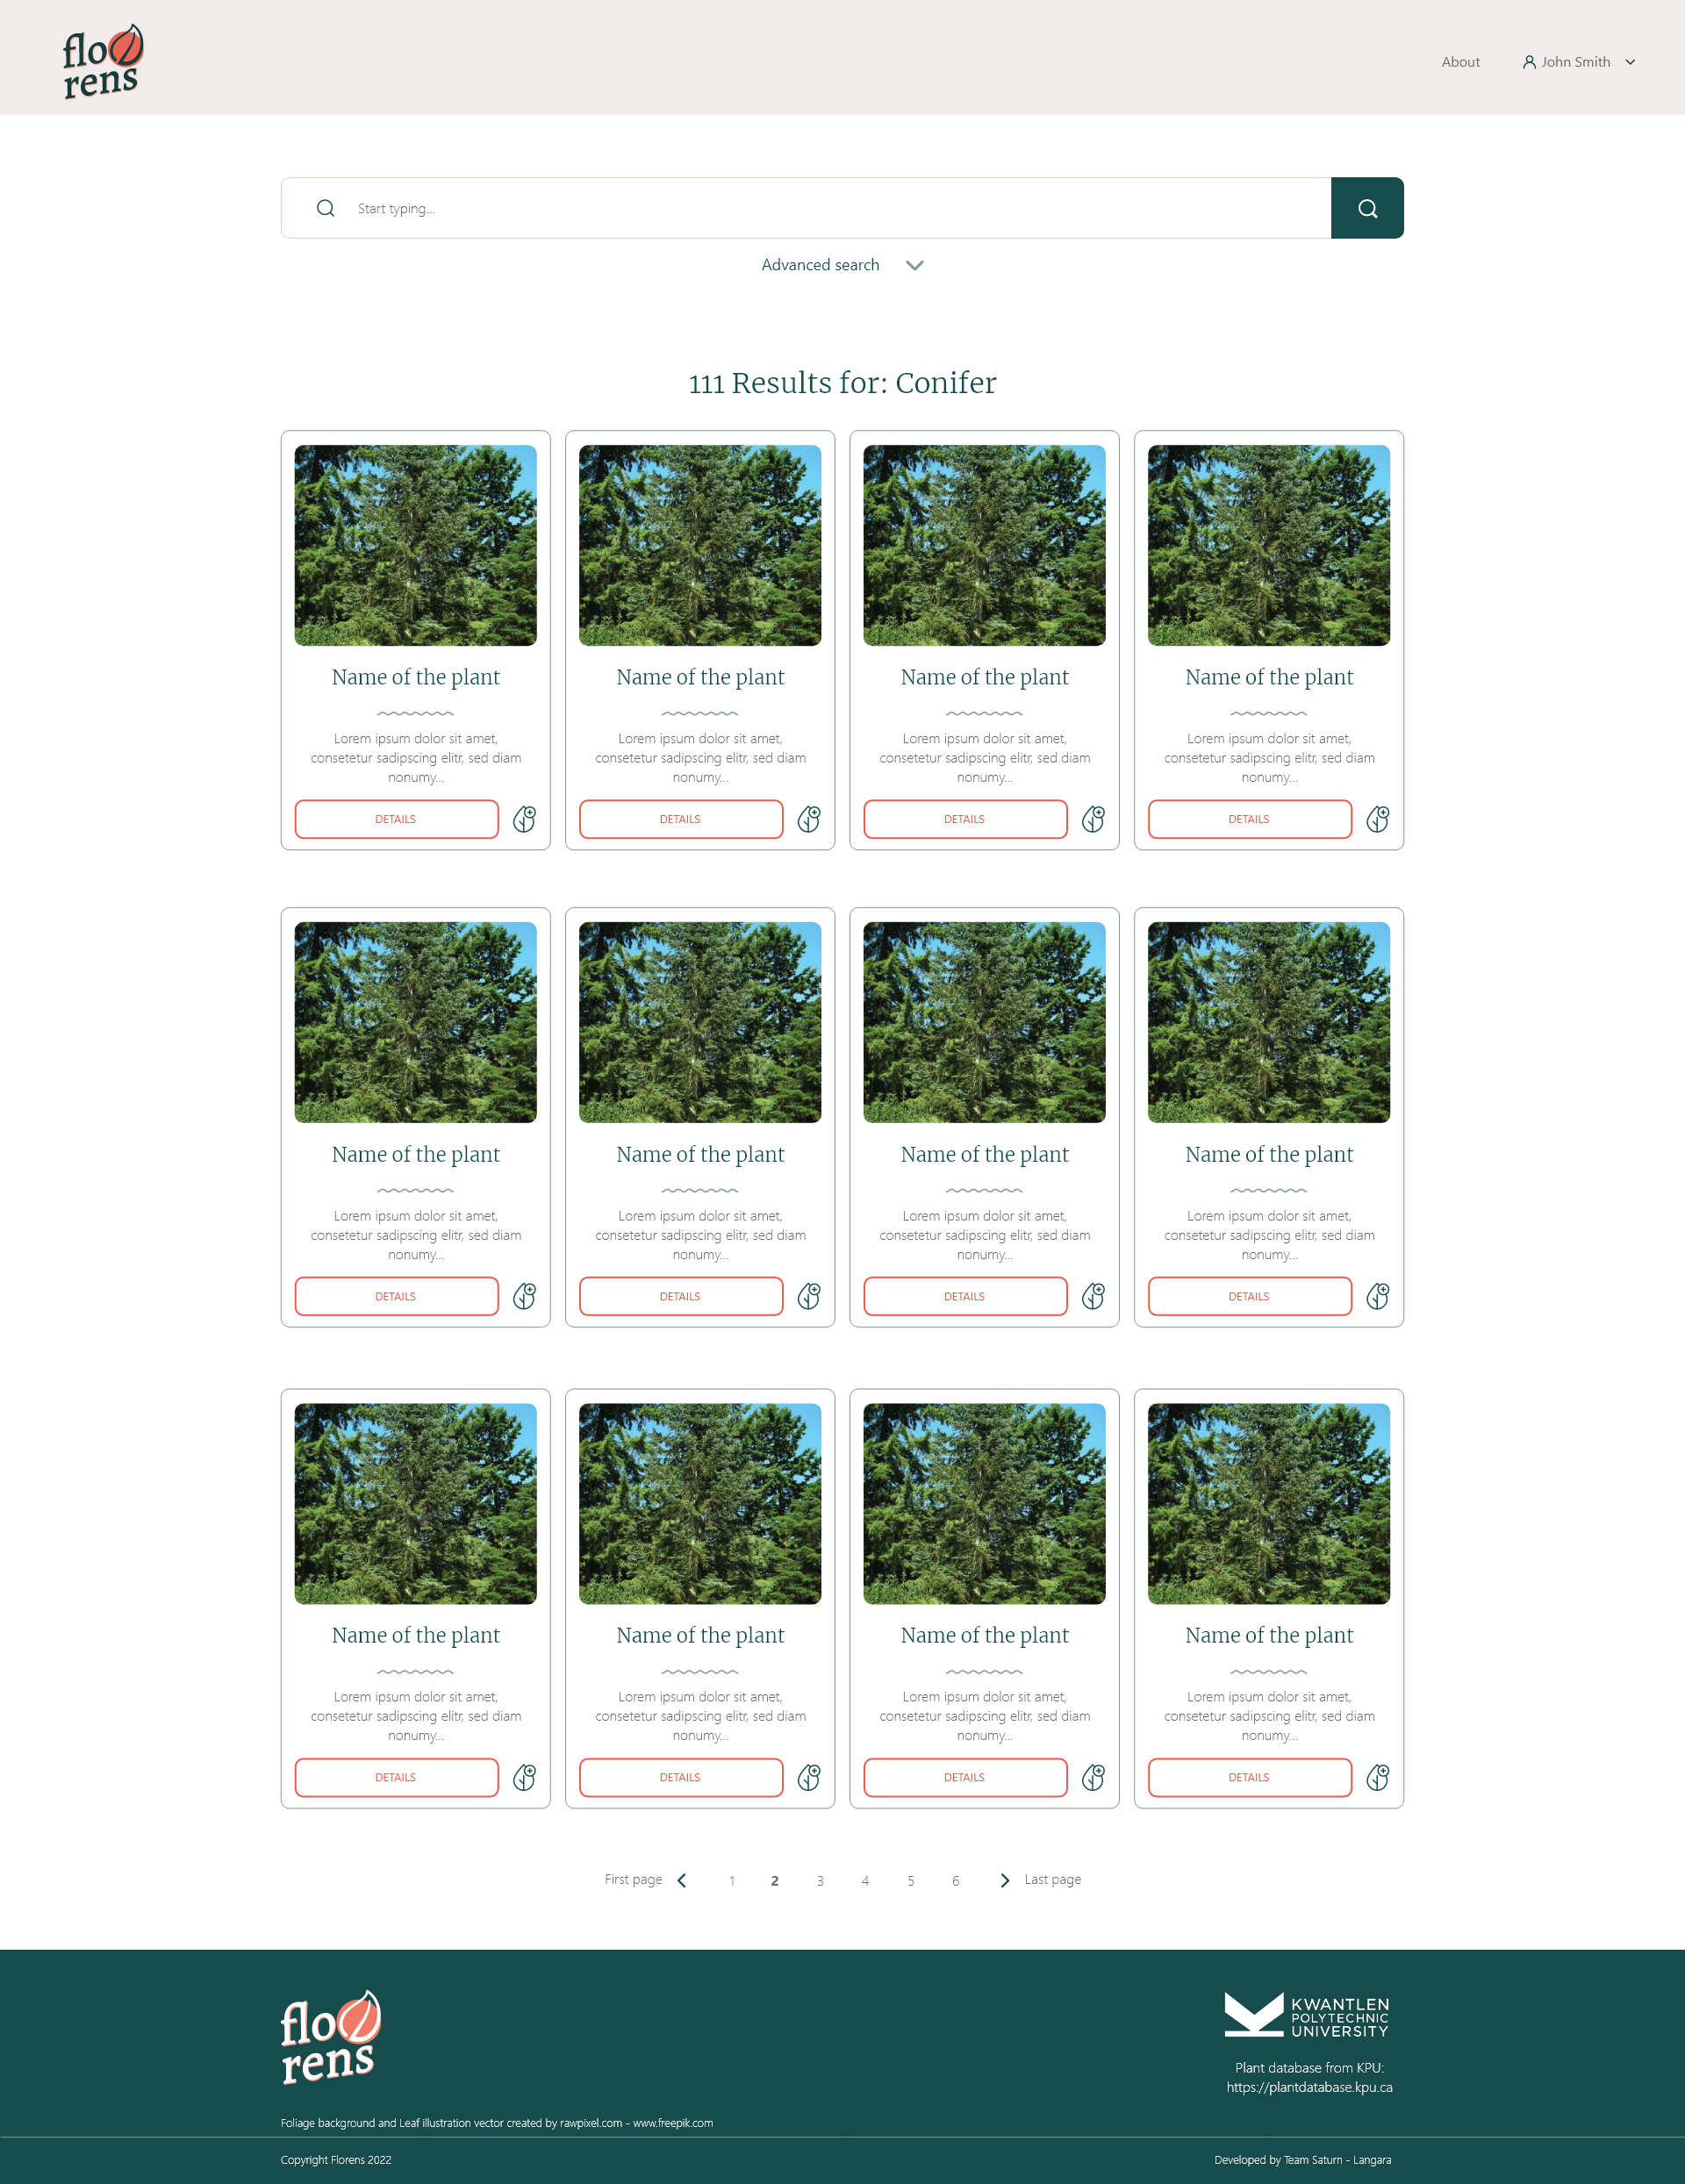 flo
rens
About
John Smith
Start typing...
Advanced search
111 Results for: Conifer
Name of the plant
Lorem ipsum dolor sit amet,
consetetur sadipscing elitr, sed diam
nonumy...
DETAILS
Name of the plant
Lorem ipsum dolor sit amet,
consetetur sadipscing elitr, sed diam
nonumy...
DETAILS
Name of the plant
Lorem ipsum dolor sit amet,
consetetur sadipscing elitr, sed diam
nonumy...
DETAILS
Name of the plant
Lorem ipsum dolor sit amet,
consetetur sadipscing elitr, sed diam
nonumy...
DETAILS
Name of the plant
Lorem ipsum dolor sit amet,
consetetur sadipscing elitr, sed diam
nonumy...
DETAILS
Name of the plant
Lorem ipsum dolor sit amet,
consetetur sadipscing elitr, sed diam
nonumy...
DETAILS
Name of the plant
Lorem ipsum dolor sit amet,
consetetur sadipscing elitr, sed diam
nonumy...
DETAILS
Name of the plant
Lorem ipsum dolor sit amet,
consetetur sadipscing elitr, sed diam
nonumy...
DETAILS
Name of the plant
Lorem ipsum dolor sit amet,
consetetur sadipscing elitr, sed diam
nonumy...
DETAILS
Name of the plant
Lorem ipsum dolor sit amet,
consetetur sadipscing elitr, sed diam
nonumy...
DETAILS
Name of the plant
Lorem ipsum dolor sit amet,
consetetur sadipscing elitr, sed diam
nonumy...
DETAILS
Name of the plant
Lorem ipsum dolor sit amet,
consetetur sadipscing elitr, sed diam
nonumy...
DETAILS
First page 1 2 3 4 5 6 Last page
flo
rens
KWANTLEN
POLYTECHNIC
UNIVERSITY
Plant database from KPU:
https://plantdatabase.kpu.ca
Foliage background and Leaf illustration vector created by rawpixel.com - www.freepik.com
Copyright Florens 2022
Developed by Team Saturn - Langara